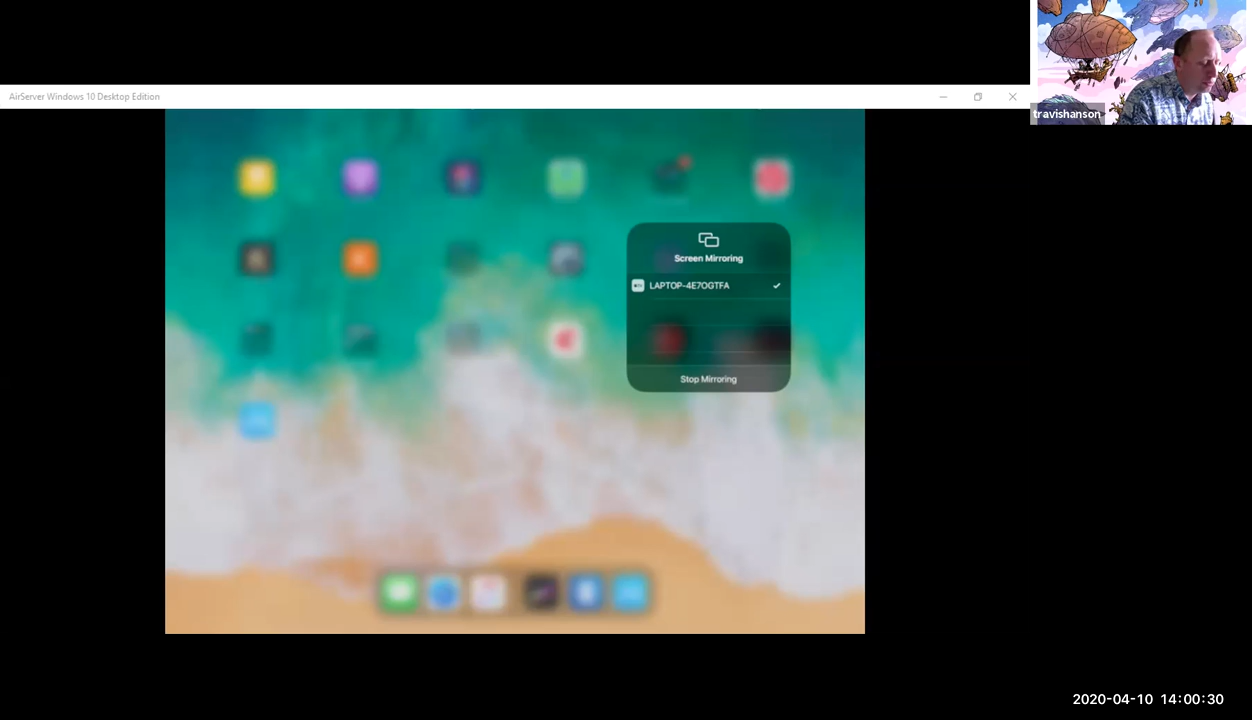 AirServer Windows 10 Desktop Edition
travishanson
Screen Mirroring
LAPTOP-4E7OGTFA
Stop Mirroring
2020-04-10 14:00:30